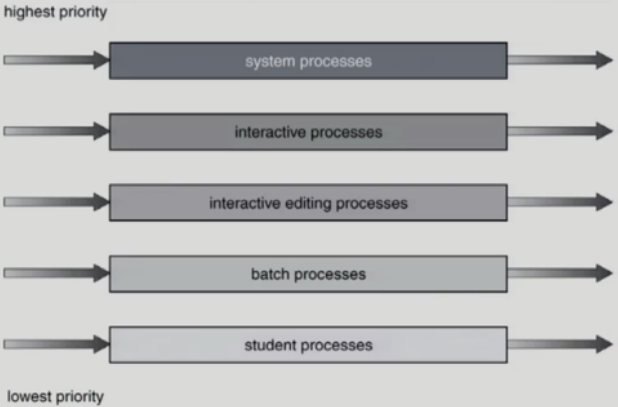 highest priority
system processes
interactive processes
interactive editing processes
batch processes
student processes
lowest priority